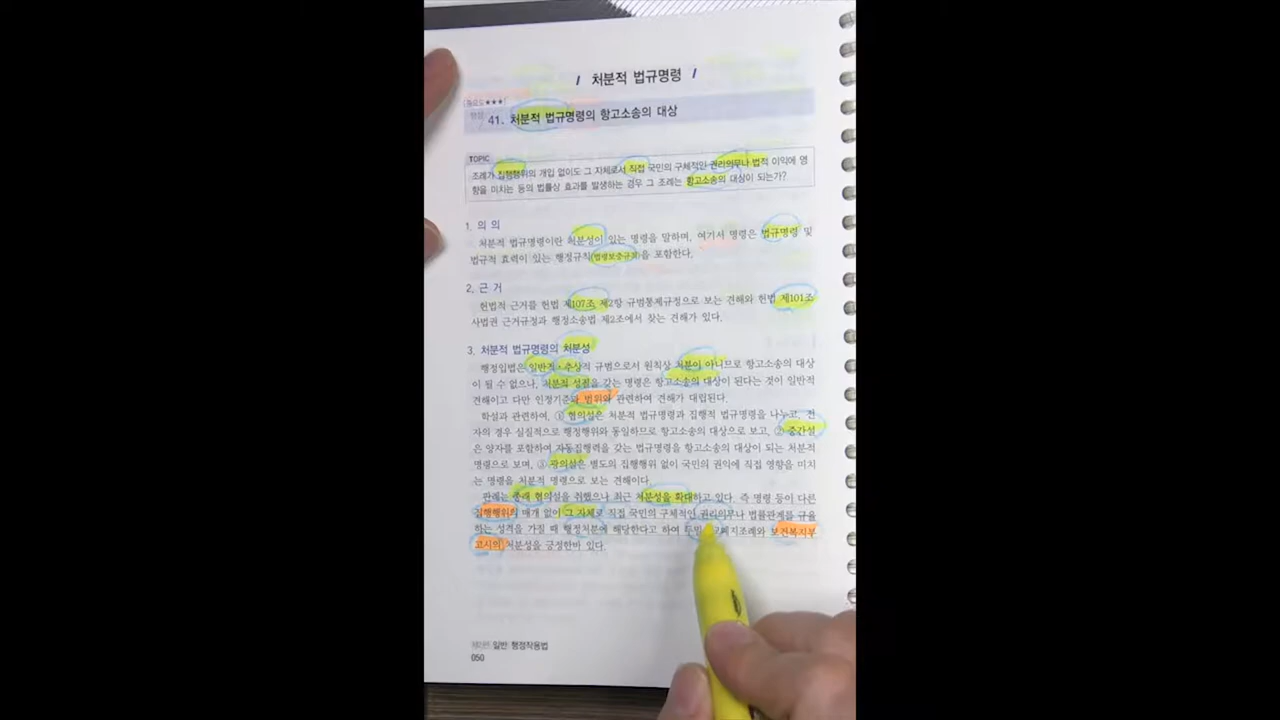 / 처분적 법규명령 /
[중요도 ★★★]
41. 처분적 법규명령의 항고소송의 대상
TOPIC
조례가 집행행위의 개입 없이도 그 자체로서 직접 국민의 구체적인 권리의무나 법적 이익에 영
향을 미치는 등의 법률상 효과를 발생하는 경우 그 조례는 항고소송의 대상이 되는가?
1. 의 의
처분적 법규명령이란 처분성이 있는 명령을 말하며, 여기서 명령은 법규명령 및
법규적 효력이 있는 행정규칙(법령보충규칙)을 포함한다.
2. 근 거
헌법적 근거를 헌법 제107조 제2항 규범통제규정으로 보는 견해와 헌법 제101조
사법권 근거규정과 행정소송법 제2조에서 찾는 견해가 있다.
3. 처분적 법규명령의 처분성
행정입법은 일반적·추상적 규범으로서 원칙상 처분이 아니므로 항고소송의 대상
이 될 수 없으나, 처분적 성질을 갖는 명령은 항고소송의 대상이 된다는 것이 일반적
견해이고 다만 인정기준과 범위와 관련하여 견해가 대립된다.
학설과 관련하여, ① 협의설은 처분적 법규명령과 집행적 법규명령을 나누고, 전
자의 경우 실질적으로 행정행위와 동일하므로 항고소송의 대상으로 보고, ② 중간설
은 양자를 포함하여 자동집행력을 갖는 법규명령을 항고소송의 대상이 되는 처분적
명령으로 보며, ③ 광의설은 별도의 집행행위 없이 국민의 권익에 직접 영향을 미치
는 명령을 처분적 명령으로 보는 견해이다.
판례는 종래 협의설을 취했으나 최근 처분성을 확대하고 있다. 즉 명령 등이 다른
집행행위의 매개 없이 그 자체로 직접 국민의 구체적인 권리의무나 법률관계를 규율
하는 성격을 가질 때 행정처분에 해당한다고 하여 폐지조례와 보건복지부
고시의 처분성을 긍정한바 있다.
일반 행정작용법
050